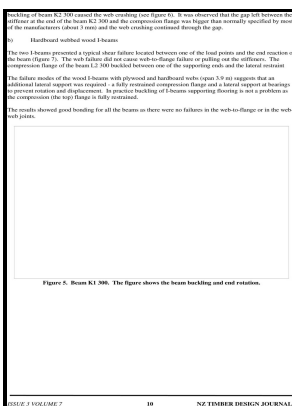 buckling of beam K2 300 caused the web crushing (see figure 6).  It was observed that the gap between the
stiffener at the end of the beam K2 300 and the compression flange was bigger than normally specified by most
of the manufacturers (about 3 mm) and the web crushing continued through the gap.
b) Hardboard webbed wood I-beams
The two I-beams presented a typical shear failure located between one of the load points and the end reaction of
the beam (figure 7).  The web failure did not cause web-to-flange failure or pulling out the stiffeners.  The
compression flange of the beam L2 300 buckled between one of the supporting ends and the lateral restraint
The failure modes of the wood I-beams with plywood and hardboard webs (span 3.9 m) suggests that an
additional lateral support was required - a fully restrained compression flange and a lateral support at bearings
to prevent rotation and displacement.  In practice buckling of I-beams supporting flooring is not a problem as
the compression (the top) flange is fully restrained.
The results showed good bonding for all the beams as there were no failures in the web-to-flange or in the web-
web joints.
Figure 5.  Beam K1 300.  The figure shows the beam buckling and end rotation.
ISSUE 3 VOLUME 7 10 NZ TIMBER DESIGN JOURNAL